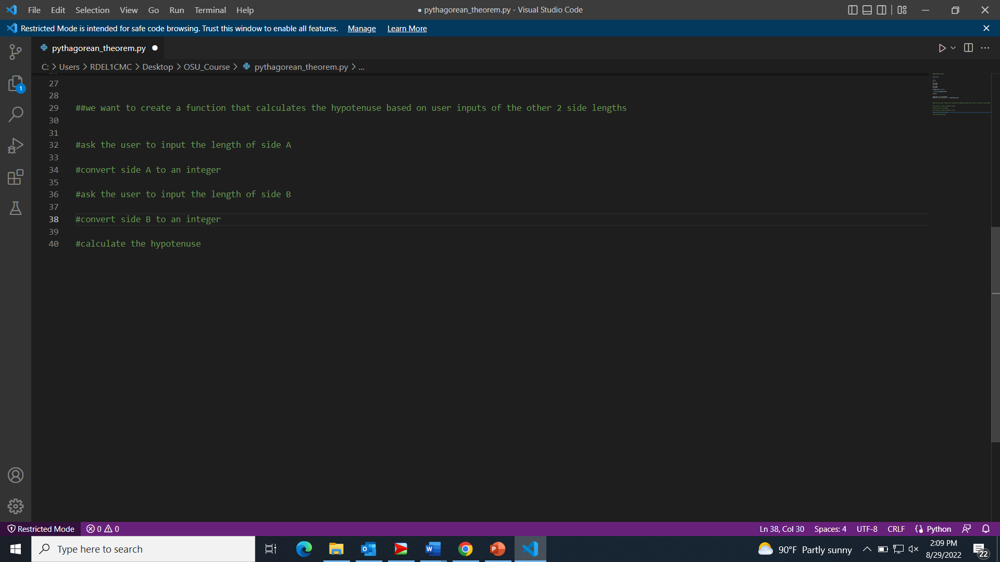 File Edit Selection View Go Run Terminal Help
● pythagorean_theorem.py - Visual Studio Code
Restricted Mode is intended for safe code browsing. Trust this window to enable all features. Manage Learn More
pythagorean_theorem.py ●
C: > Users > RDEL1CMC > Desktop > OSU_Course > pythagorean_theorem.py > ...
27
28
29 ##we want to create a function that calculates the hypotenuse based on user inputs of the other 2 side lengths
30
31
32 #ask the user to input the length of side A
33
34 #convert side A to an integer
35
36 #ask the user to input the length of side B
37
38 #convert side B to an integer
39
40 #calculate the hypotenuse
1
Restricted Mode 0 0 Ln 38, Col 30 Spaces: 4 UTF-8 CRLF Python
Type here to search
90°F Partly sunny
2:09 PM
8/29/2022
22